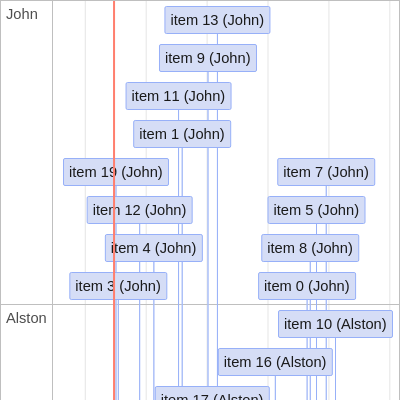 John
item 13 (John)
item 9 (John)
item 11 (John)
item 1 (John)
item 19 (John)
item 7 (John)
item 12 (John)
item 5 (John)
item 4 (John)
item 8 (John)
item 3 (John)
item 0 (John)
Alston
item 10 (Alston)
item 16 (Alston)
item 17 (Alston)